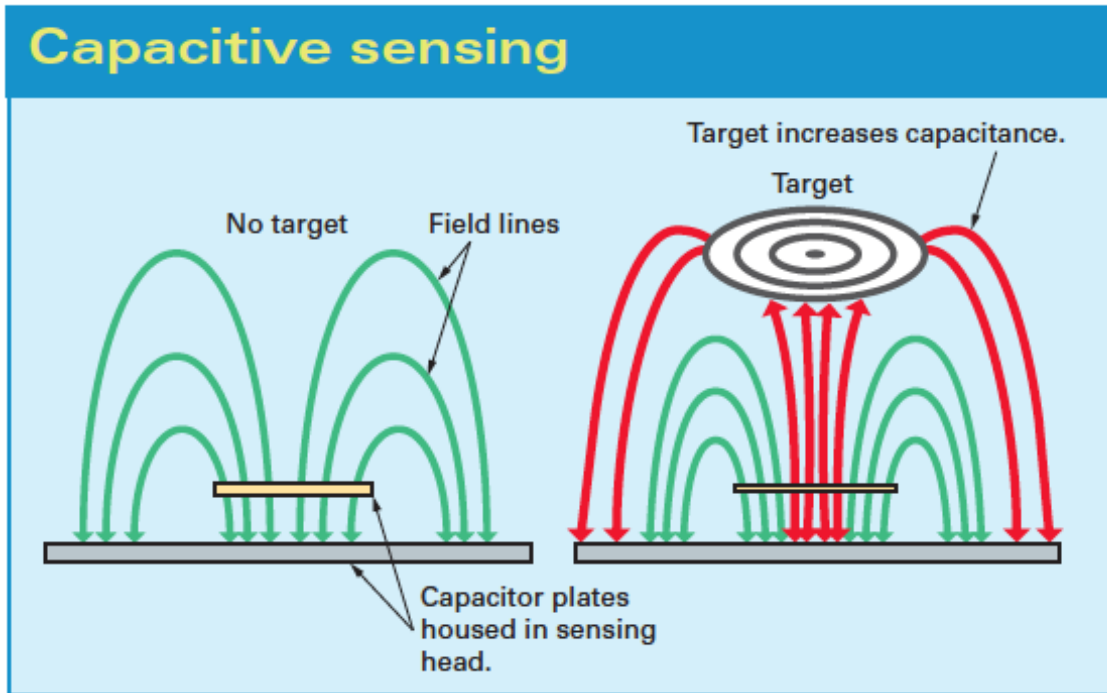 Capacitive sensing
No target
Field lines
Capacitor plates
housed in sensing
head.
Target increases capacitance.
Target